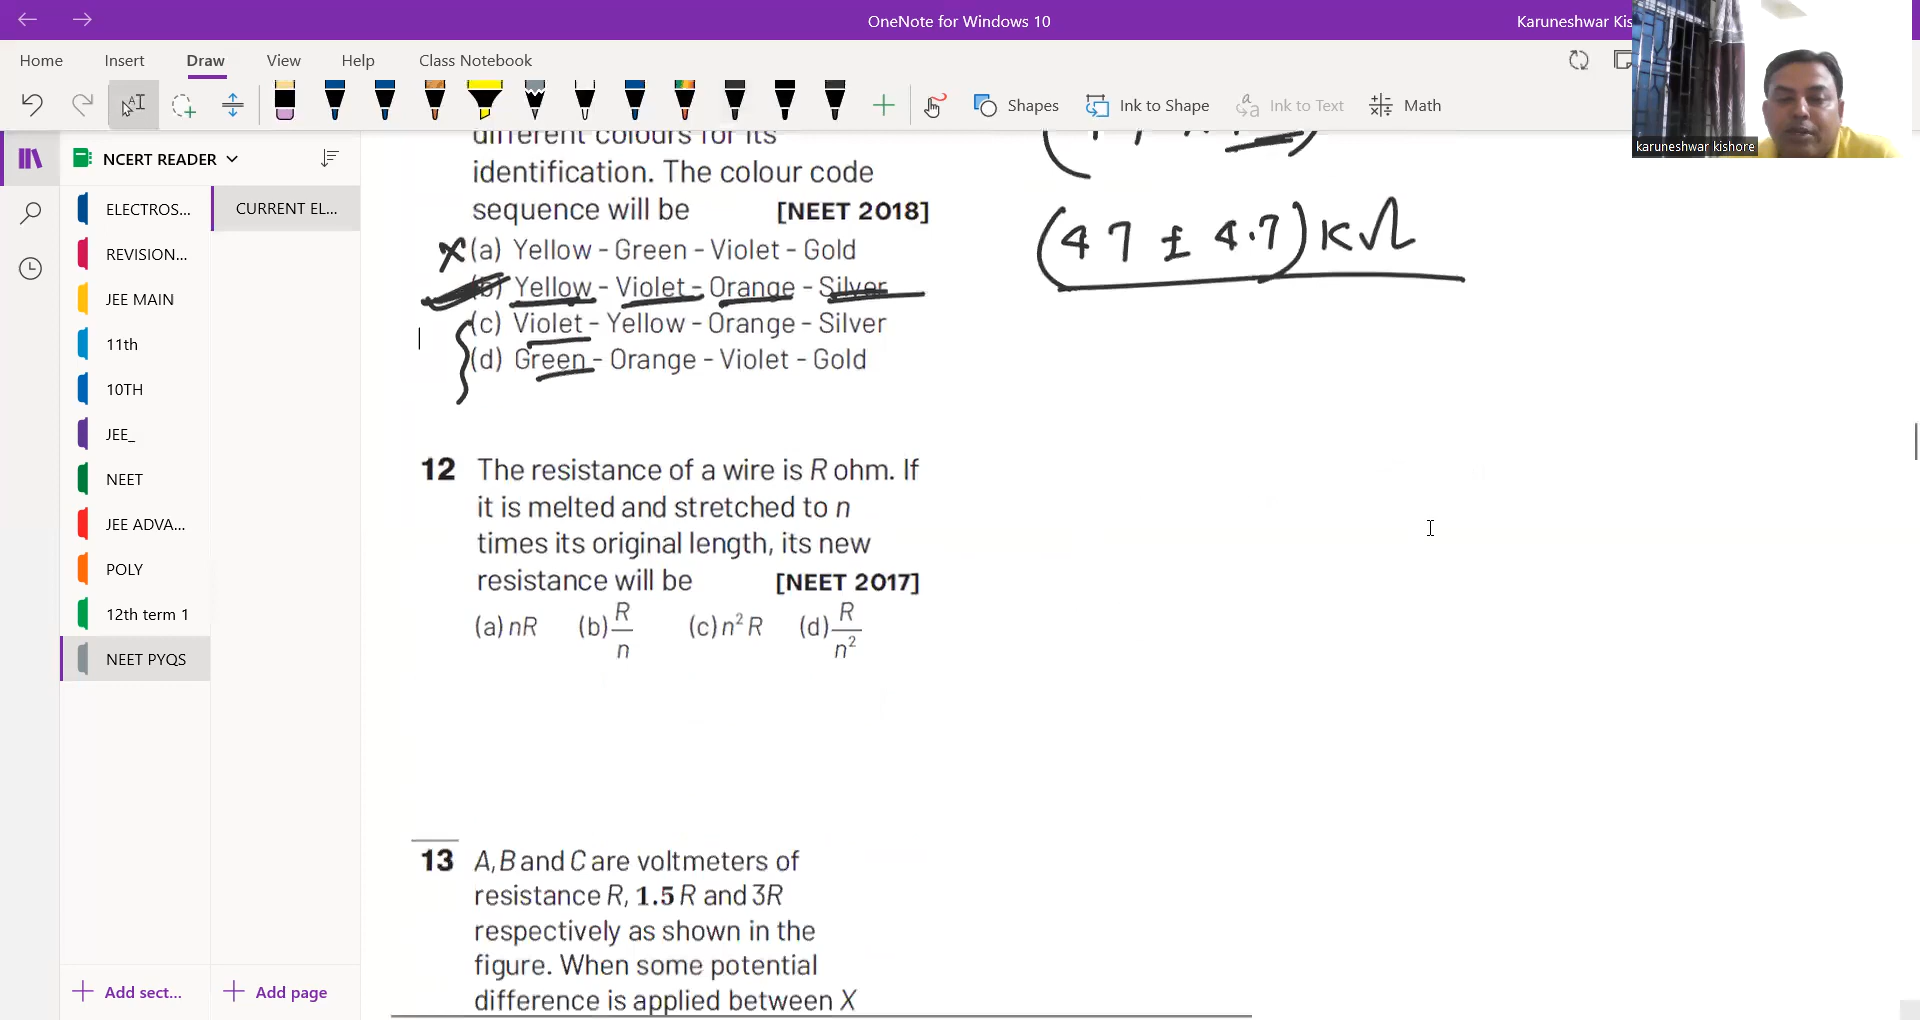 OneNote for Windows 10
Karuneshwar Kis
Home Insert Draw View Help Class Notebook
Shapes Ink to Shape Ink to Text Math
karuneshwar kishore
NCERT READER
ELECTROS...
REVISION...
JEE MAIN
11th
10TH
JEE_
NEET
JEE ADVA...
POLY
12th term 1
NEET PYQS
Add sect...
CURRENT EL...
Add page
different colours for its
identification. The colour code
sequence will be [NEET 2018]
(a) Yellow - Green - Violet - Gold
(b) Yellow - Violet - Orange - Silver
(c) Violet - Yellow - Orange - Silver
(d) Green - Orange - Violet - Gold
(47 ± 4.7) KΩ
12 The resistance of a wire is R ohm. If
it is melted and stretched to n
times its original length, its new
resistance will be [NEET 2017]
(a) nR (b) R/n (c) n² R (d) R/n²
13 A, B and C are voltmeters of
resistance R, 1.5 R and 3R
respectively as shown in the
figure. When some potential
difference is applied between X